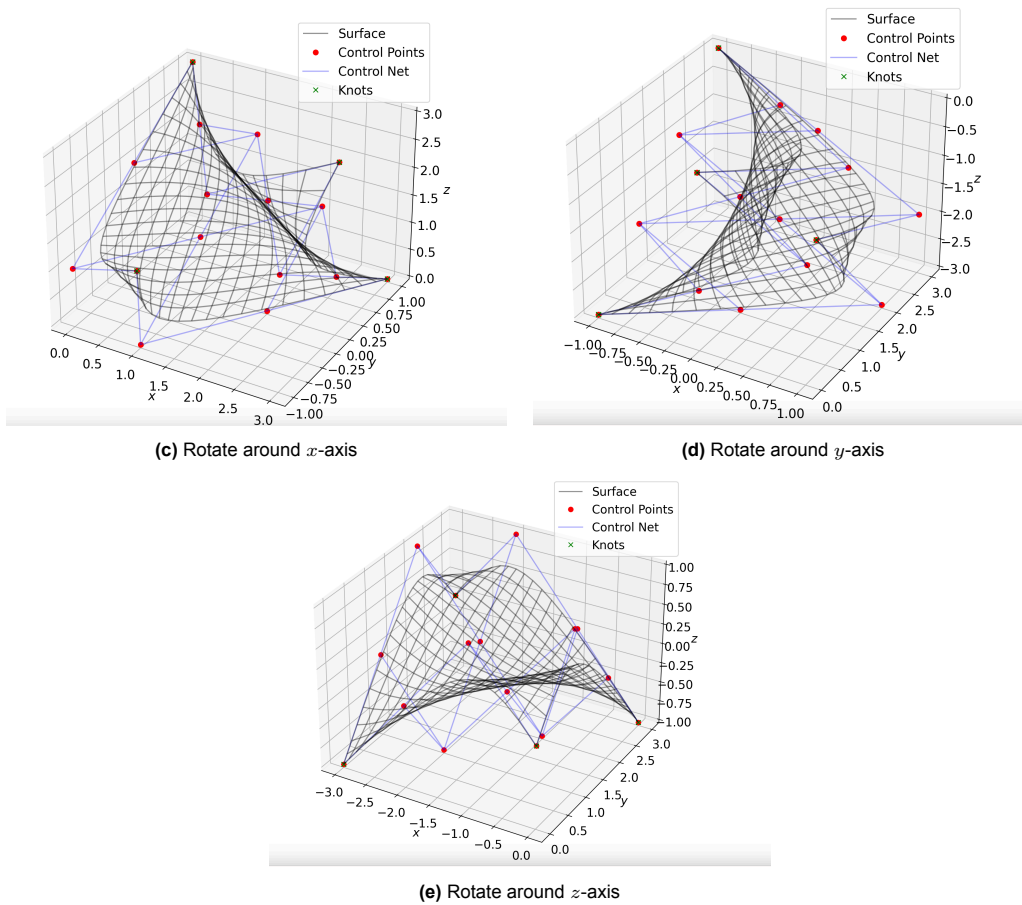 Surface
Control Points
Control Net
Knots
3.0
2.5
2.0
1.5
1.0
0.5
0.0
z
1.00
0.75
0.50
0.25
0.00
−0.25
−0.50
−0.75
−1.00
y
0.0
0.5
1.0
1.5
2.0
2.5
3.0
x
(c) Rotate around x-axis
Surface
Control Points
Control Net
Knots
0.0
−0.5
−1.0
−1.5
−2.0
−2.5
−3.0
z
3.0
2.5
2.0
1.5
1.0
0.5
0.0
y
−1.00
−0.75
−0.50
−0.25
0.00
0.25
0.50
0.75
1.00
x
(d) Rotate around y-axis
Surface
Control Points
Control Net
Knots
1.00
0.75
0.50
0.25
0.00
−0.25
−0.50
−0.75
−1.00
z
3.0
2.5
2.0
1.5
1.0
0.5
0.0
y
−3.0
−2.5
−2.0
−1.5
−1.0
−0.5
0.0
x
(e) Rotate around z-axis